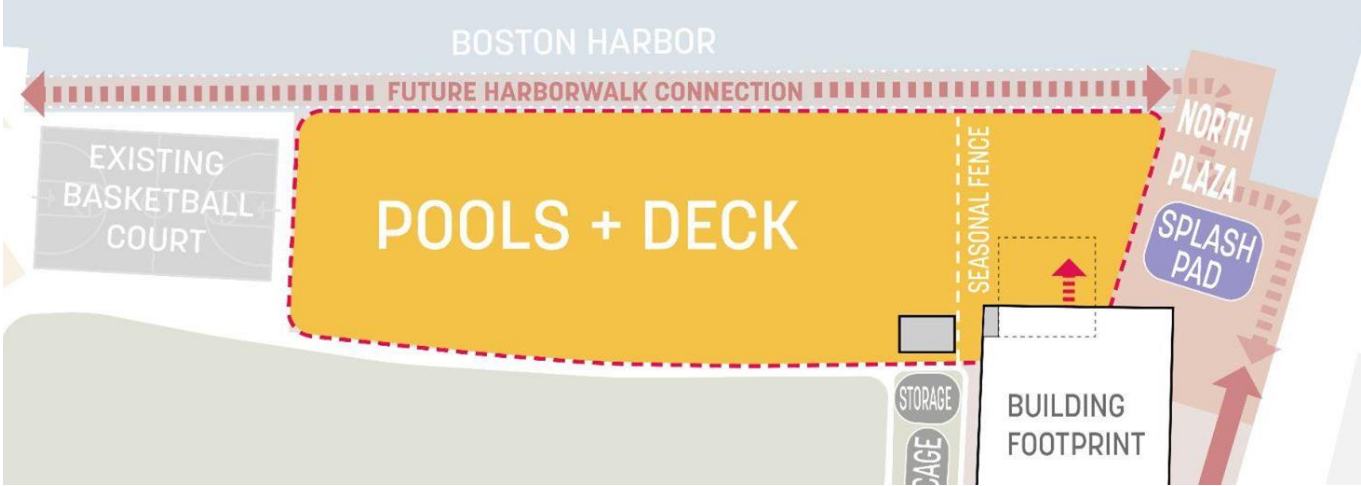 BOSTON HARBOR
FUTURE HARBORWALK CONNECTION
EXISTING
BASKETBALL
COURT
POOLS + DECK
SEASONAL FENCE
NORTH
PLAZA
SPLASH
PAD
STORAGE
CAGE
BUILDING
FOOTPRINT